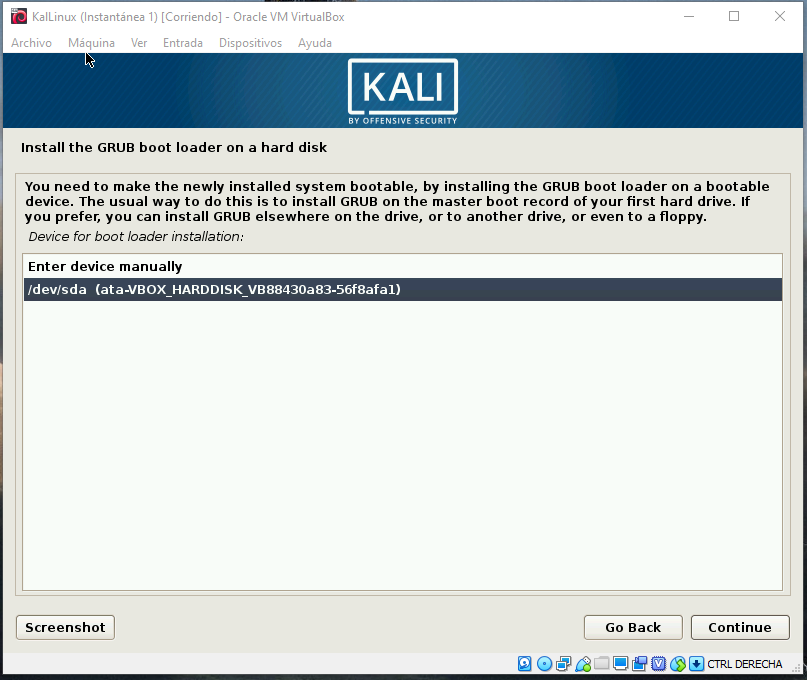 KalLinux (Instantánea 1) [Corriendo] - Oracle VM VirtualBox
Archivo Máquina Ver Entrada Dispositivos Ayuda
KALI
BY OFFENSIVE SECURITY
Install the GRUB boot loader on a hard disk
You need to make the newly installed system bootable, by installing the GRUB boot loader on a bootable
device. The usual way to do this is to install GRUB on the master boot record of your first hard drive. If
you prefer, you can install GRUB elsewhere on the drive, or to another drive, or even to a floppy.
Device for boot loader installation:
Enter device manually
/dev/sda (ata-VBOX_HARDDISK_VB88430a83-56f8afa1)
Screenshot Go Back Continue
CTRL DERECHA